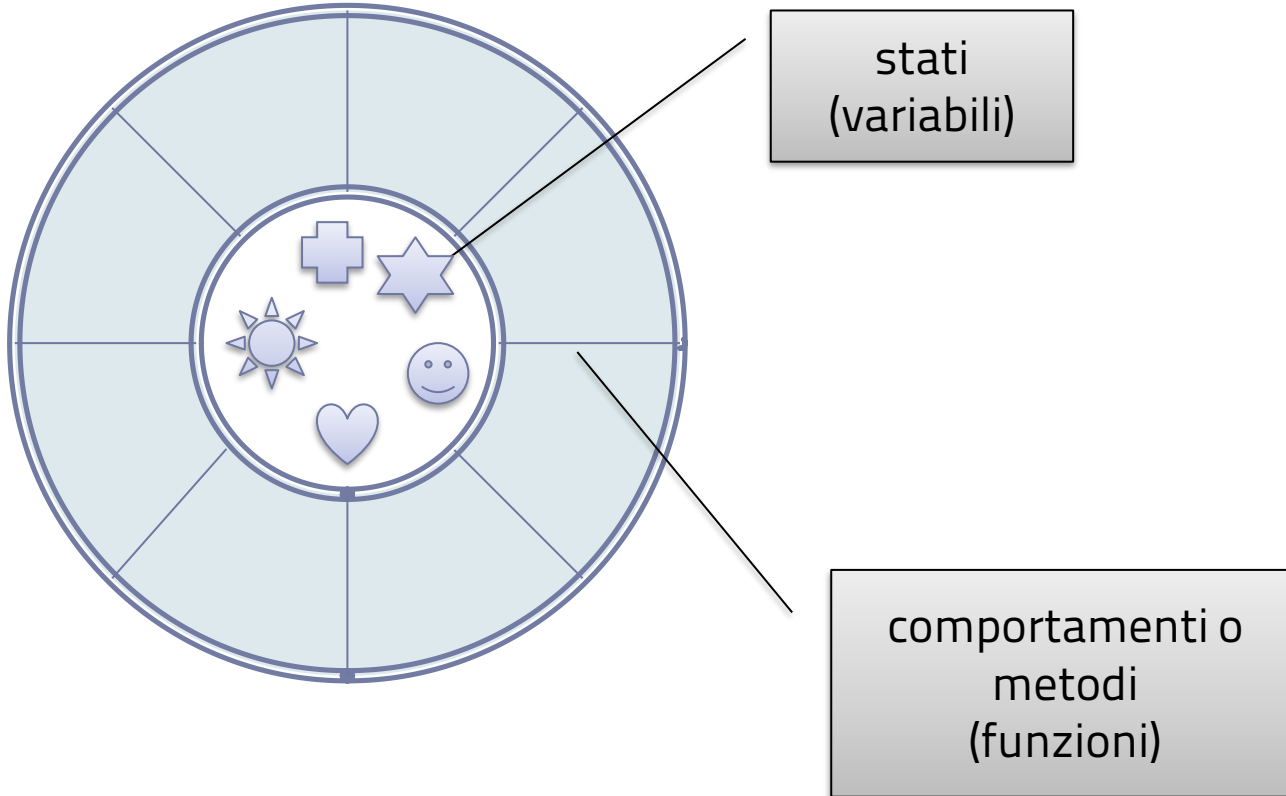 stati
(variabili)
comportamenti o
metodi
(funzioni)